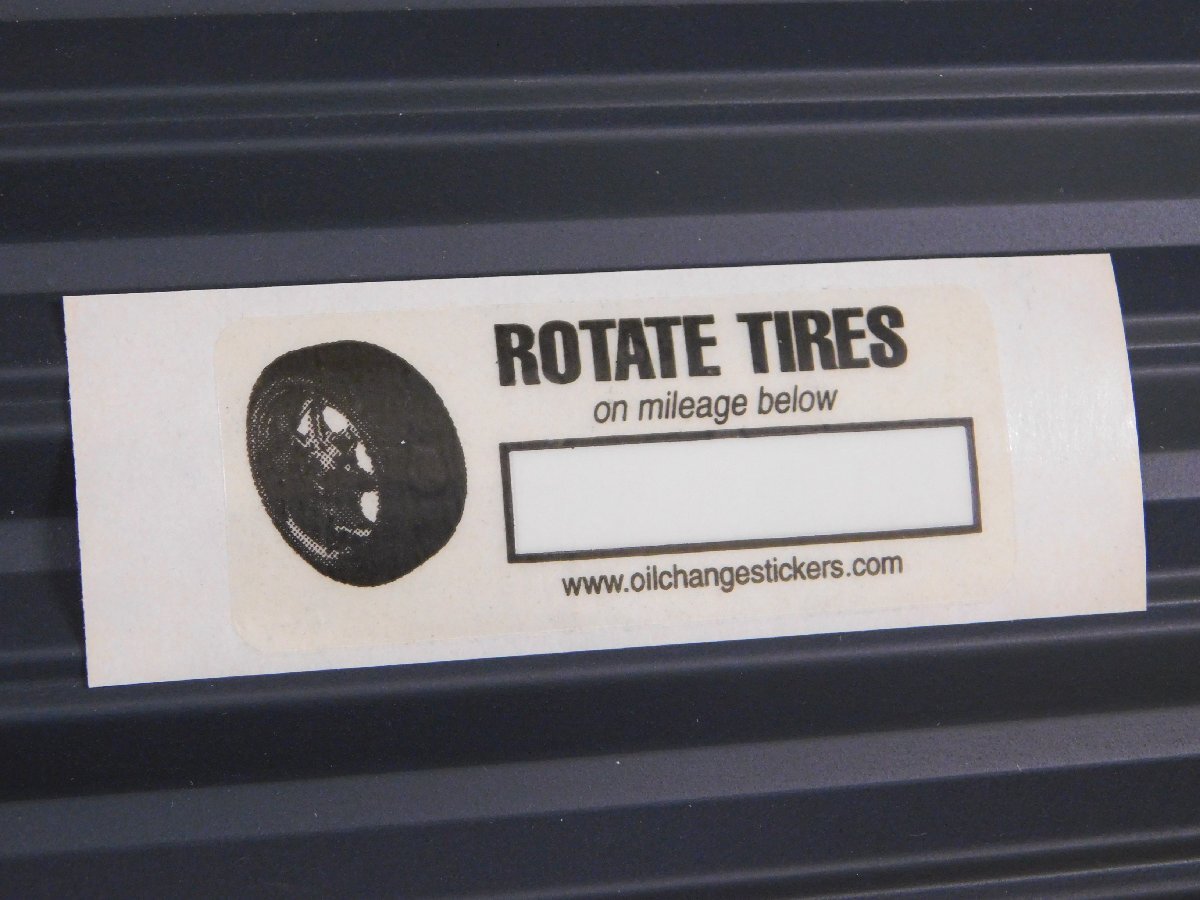 ROTATE TIRES
on mileage below
www.oilchangestickers.com